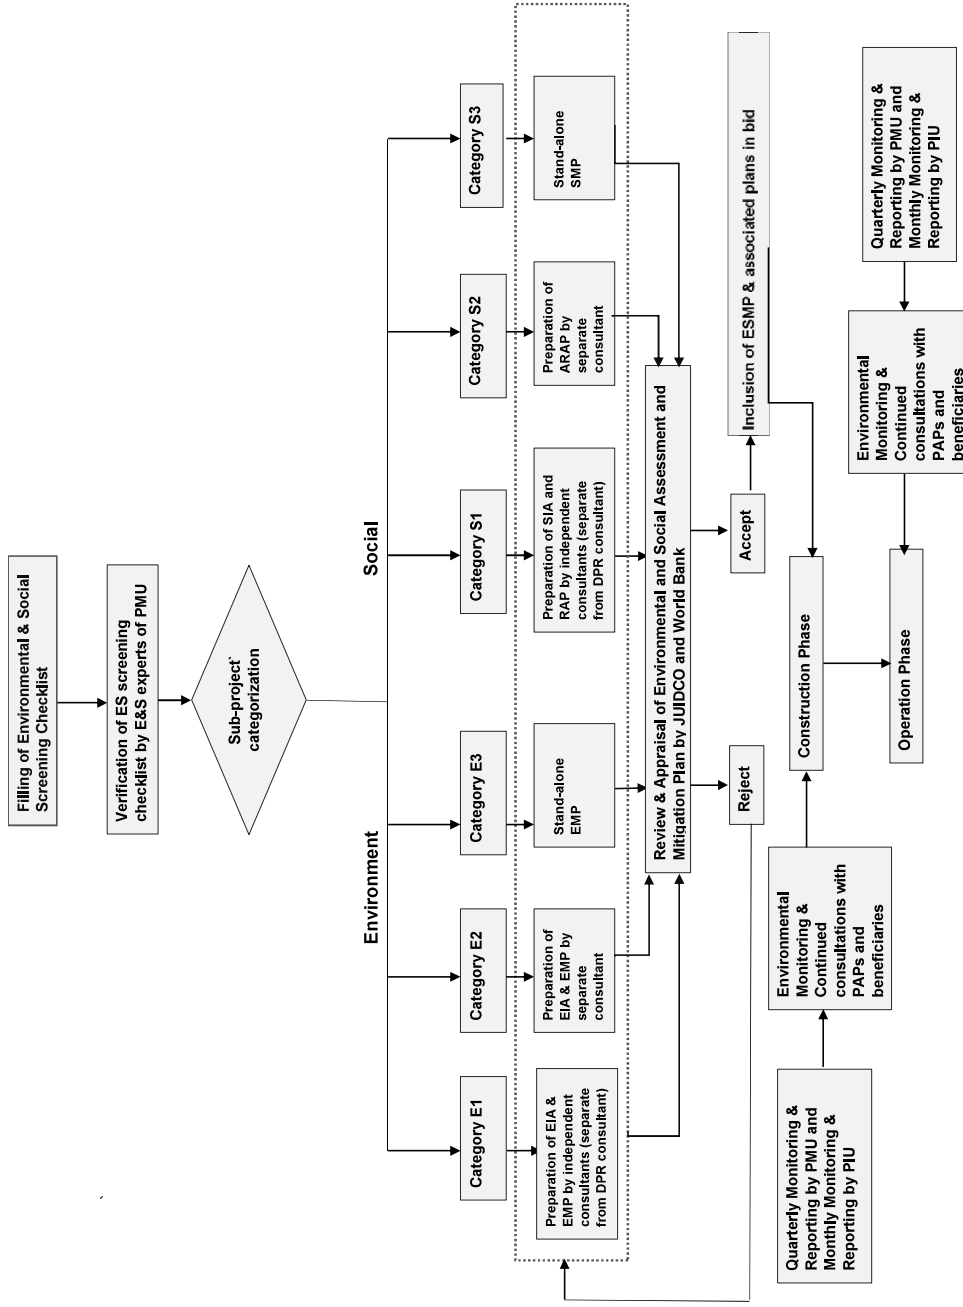 Filling of Environmental & Social
Screening Checklist
Verification of ES screening
checklist by E&S experts of PMU
Sub-project`
categorization
Environment
Social
Category E1
Category E2
Category E3
Category S1
Category S2
Category S3
Preparation of EIA &
EMP by independent
consultants (separate
from DPR consultant)
Preparation of
EIA & EMP by
separate
consultant
Stand-alone
EMP
Preparation of SIA and
RAP by independent
consultants (separate
from DPR consultant)
Preparation of
ARAP by
separate
consultant
Stand-alone
SMP
Review & Appraisal of Environmental and Social Assessment and
Mitigation Plan by JUIDCO and World Bank
Reject
Accept
Inclusion of ESMP & associated plans in bid
Quarterly Monitoring &
Reporting by PMU and
Monthly Monitoring &
Reporting by PIU
Environmental
Monitoring &
Continued
consultations with
PAPs and
beneficiaries
Construction Phase
Operation Phase
Environmental
Monitoring &
Continued
consultations with
PAPs and
beneficiaries
Quarterly Monitoring &
Reporting by PMU and
Monthly Monitoring &
Reporting by PIU